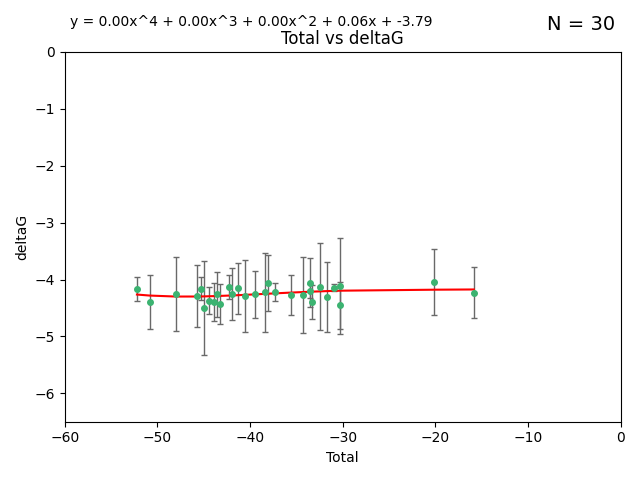 y = 0.00x^4 + 0.00x^3 + 0.00x^2 + 0.06x + -3.79
N = 30
Total vs deltaG
0
−1
−2
−3
−4
−5
−6
deltaG
−60 −50 −40 −30 −20 −10 0
Total